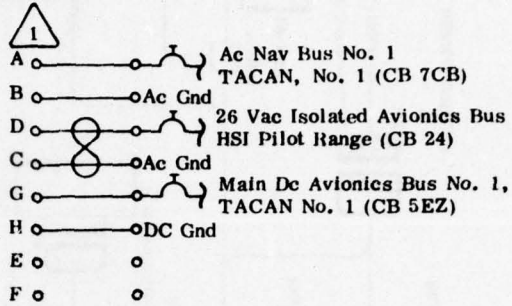 1
A Ac Nav Bus No. 1
TACAN, No. 1 (CB 7CB)
B Ac Gnd
D 26 Vac Isolated Avionics Bus
HSI Pilot Range (CB 24)
C Ac Gnd
G Main Dc Avionics Bus No. 1,
TACAN No. 1 (CB 5EZ)
H DC Gnd
E
F